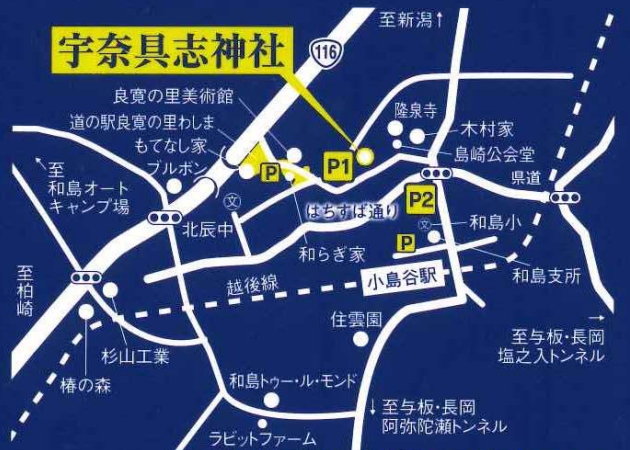 至新潟↑
116
宇奈具志神社
良寛の里美術館
道の駅良寛の里わしま
もてなし家
ブルボン
隆泉寺
木村家
島崎公会堂
県道
P
P1
P2
至
和島オート
キャンプ場
文
北辰中
はちすば通り
和らぎ家
文
和島小
P
和島支所
至柏崎
越後線
小島谷駅
杉山工業
椿の森
住雲園
至与板・長岡
塩之入トンネル
和島トゥー・ル・モンド
ラビットファーム
↓至与板・長岡
阿弥陀瀬トンネル